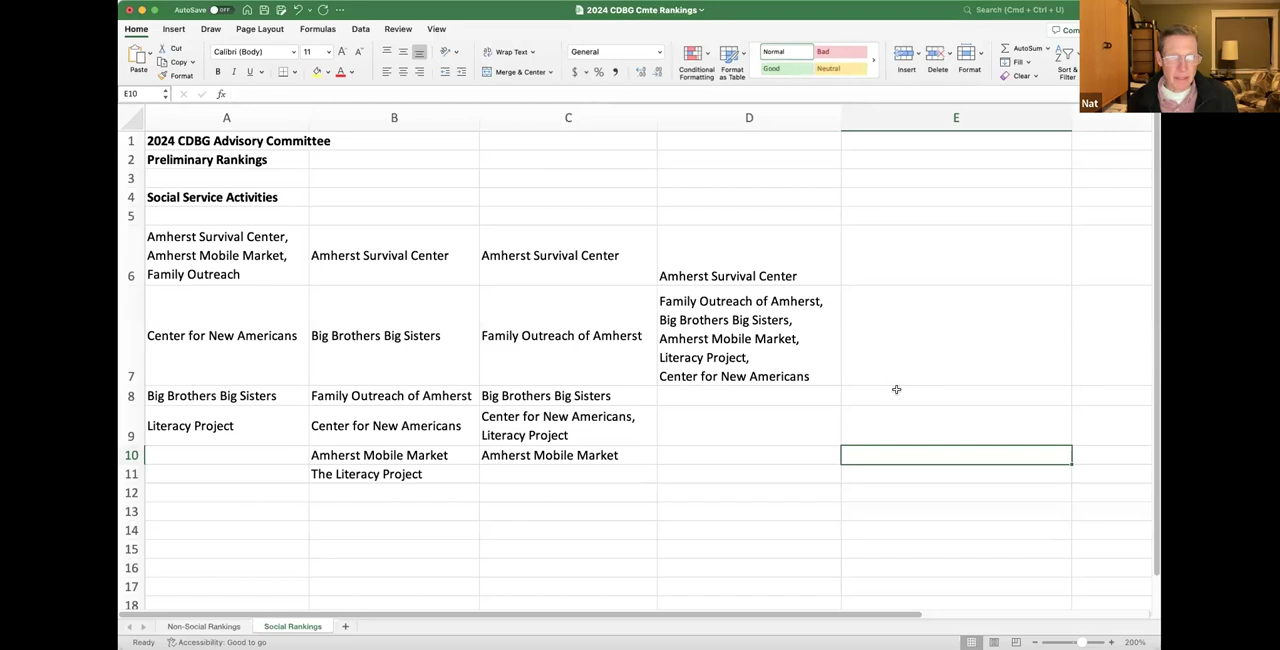 AutoSave OFF
2024 CDBG Cmte Rankings
Search (Cmd + Ctrl + U)
Home Insert Draw Page Layout Formulas Data Review View
Com
Paste
Cut
Copy
Format
Calibri (Body) 11
B I U
Wrap Text
Merge & Center
General
$ % ,
Conditional Formatting
Format as Table
Normal Bad
Good Neutral
Insert
Delete
Format
AutoSum
Fill
Clear
Sort &
Filter
Nat
E10
fx
A B C D E
1 2024 CDBG Advisory Committee
2 Preliminary Rankings
3
4 Social Service Activities
5
6
Amherst Survival Center,
Amherst Mobile Market,
Family Outreach
Amherst Survival Center
Amherst Survival Center
Amherst Survival Center
7
Center for New Americans
Big Brothers Big Sisters
Family Outreach of Amherst
Family Outreach of Amherst,
Big Brothers Big Sisters,
Amherst Mobile Market,
Literacy Project,
Center for New Americans
8 Big Brothers Big Sisters Family Outreach of Amherst Big Brothers Big Sisters
9
Literacy Project
Center for New Americans
Center for New Americans,
Literacy Project
10 Amherst Mobile Market Amherst Mobile Market
11 The Literacy Project
12
13
14
15
16
17
18
Non-Social Rankings Social Rankings +
Ready Accessibility: Good to go
200%